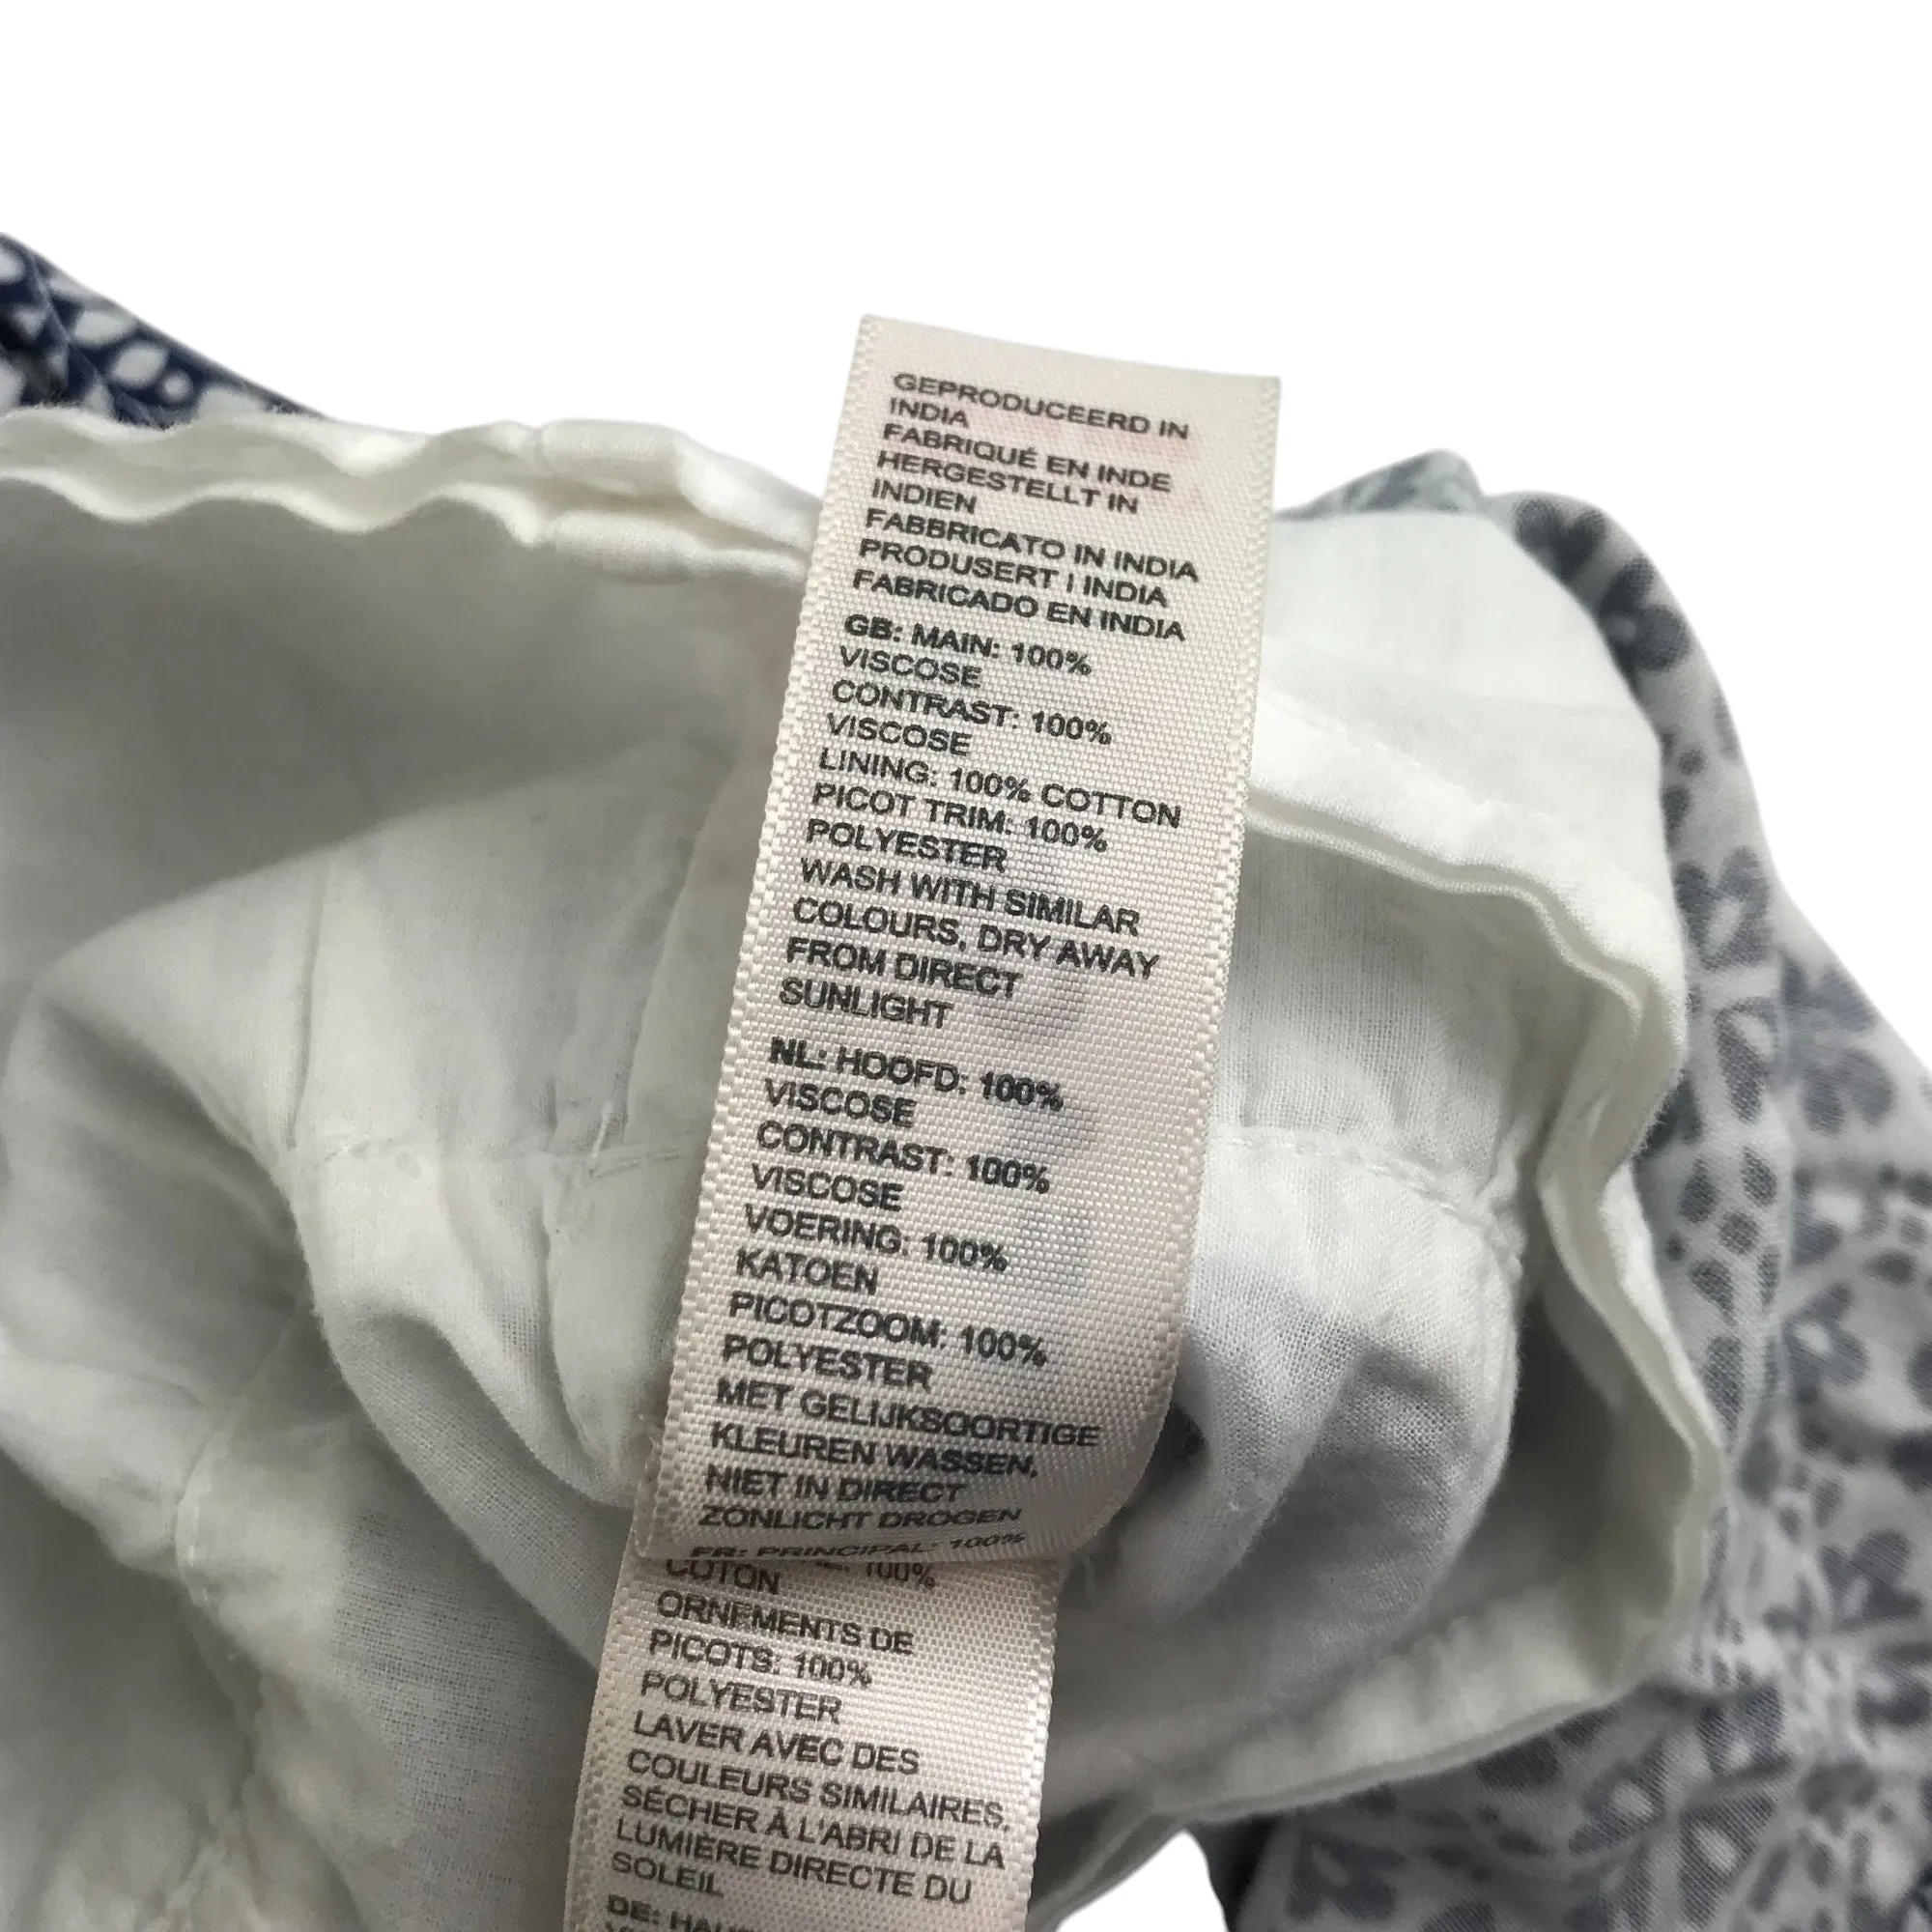 GEPRODUCEERD IN
INDIA
FABRIQUÉ EN INDE
HERGESTELLT IN
INDIEN
FABBRICATO IN INDIA
PRODUSERT I INDIA
FABRICADO EN INDIA
GB: MAIN: 100%
VISCOSE
CONTRAST: 100%
VISCOSE
LINING: 100% COTTON
PICOT TRIM: 100%
POLYESTER
WASH WITH SIMILAR
COLOURS, DRY AWAY
FROM DIRECT
SUNLIGHT
NL: HOOFD: 100%
VISCOSE
CONTRAST: 100%
VISCOSE
VOERING: 100%
KATOEN
PICOTZOOM: 100%
POLYESTER
MET GELIJKSOORTIGE
KLEUREN WASSEN,
NIET IN DIRECT
ZONLICHT DROGEN
FR: PRINCIPAL: 100%
100%
COTON
ORNEMENTS DE
PICOTS: 100%
POLYESTER
LAVER AVEC DES
COULEURS SIMILAIRES,
SÉCHER À L'ABRI DE LA
LUMIÈRE DIRECTE DU
SOLEIL
DE: